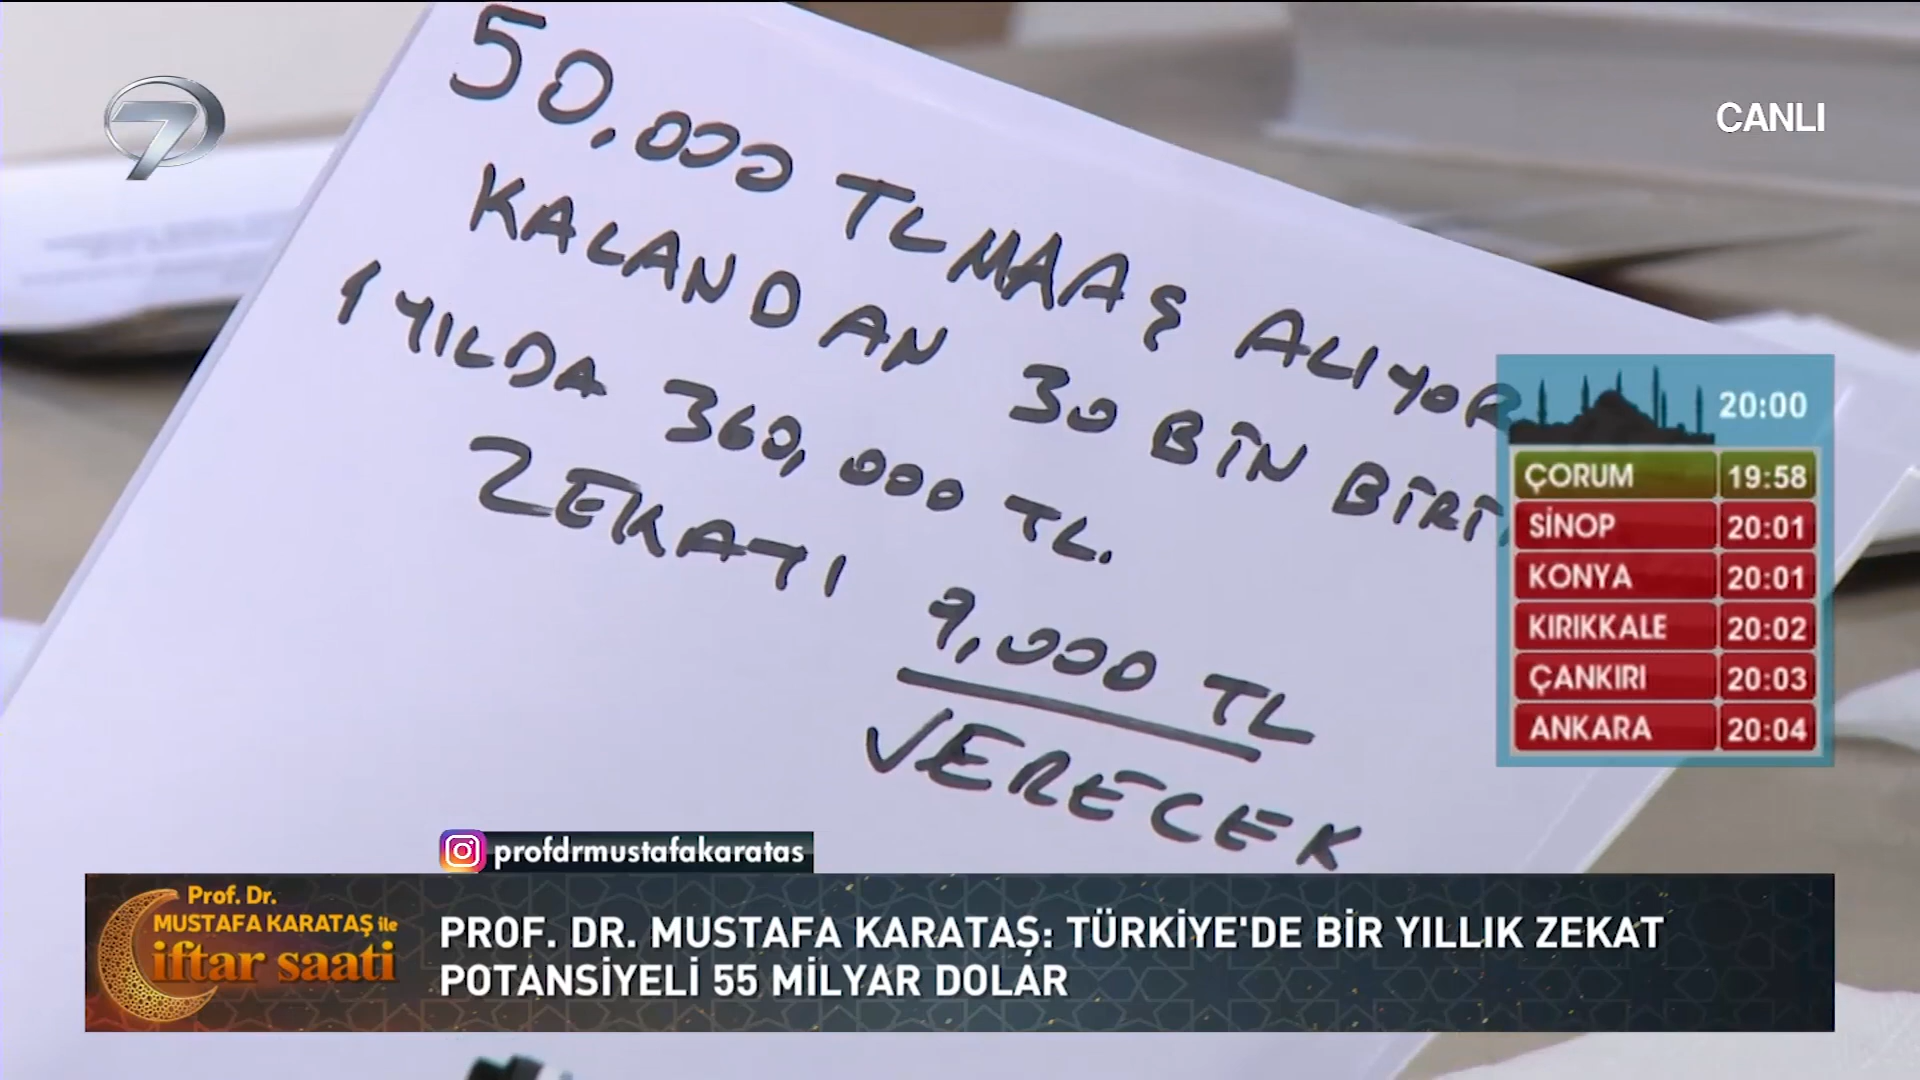 50,000 TL MAAŞ ALIYOR
KALANDAN 30 BİN BİRİ
1 YILDA 360,000 TL.
ZEKATI 9,000 TL
VERECEK
7
CANLI
20:00
ÇORUM 19:58
SİNOP 20:01
KONYA 20:01
KIRIKKALE 20:02
ÇANKIRI 20:03
ANKARA 20:04
profdrmustafakaratas
Prof. Dr.
MUSTAFA KARATAŞ ile
iftar saati
PROF. DR. MUSTAFA KARATAŞ: TÜRKİYE'DE BİR YILLIK ZEKAT
POTANSİYELİ 55 MİLYAR DOLAR